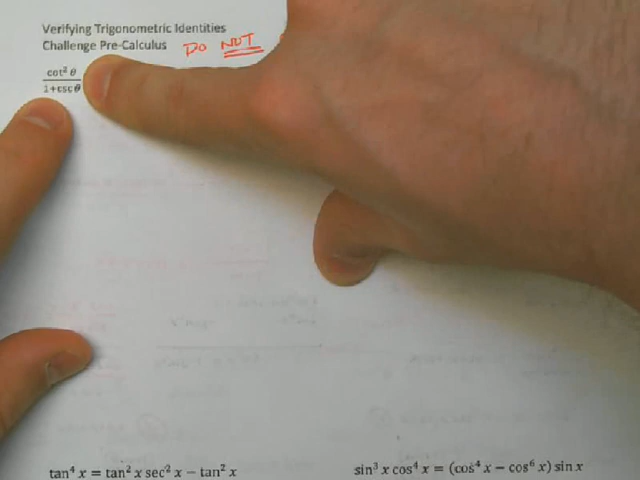 Verifying Trigonometric Identities
Challenge Pre-Calculus DO NOT
cot² θ
1+csc θ
tan⁴ x = tan² x sec² x − tan² x
sin³ x cos⁴ x = (cos⁴ x − cos⁶ x) sin x